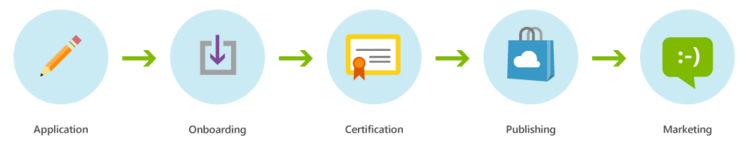 :-)
Application
Onboarding
Certification
Publishing
Marketing